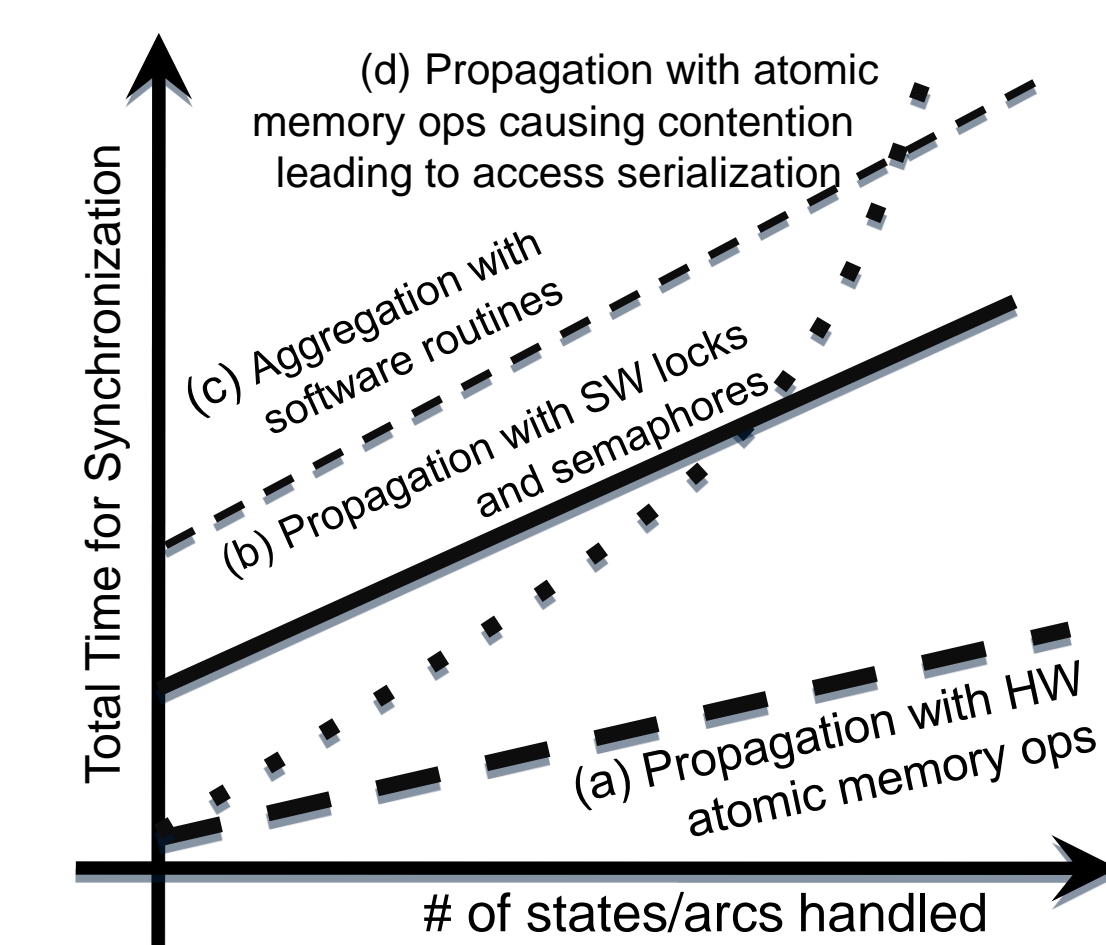 (d) Propagation with atomic
memory ops causing contention
leading to access serialization
(c) Aggregation with
software routines
(b) Propagation with SW locks
and semaphores
(a) Propagation with HW
atomic memory ops
Total Time for Synchronization
# of states/arcs handled